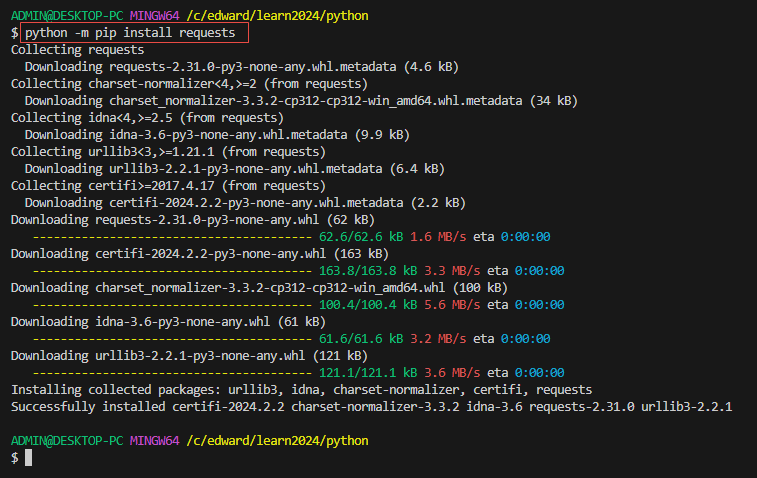 ADMIN@DESKTOP-PC MINGW64 /c/edward/learn2024/python
$ python -m pip install requests
Collecting requests
  Downloading requests-2.31.0-py3-none-any.whl.metadata (4.6 kB)
Collecting charset-normalizer<4,>=2 (from requests)
  Downloading charset_normalizer-3.3.2-cp312-cp312-win_amd64.whl.metadata (34 kB)
Collecting idna<4,>=2.5 (from requests)
  Downloading idna-3.6-py3-none-any.whl.metadata (9.9 kB)
Collecting urllib3<3,>=1.21.1 (from requests)
  Downloading urllib3-2.2.1-py3-none-any.whl.metadata (6.4 kB)
Collecting certifi>=2017.4.17 (from requests)
  Downloading certifi-2024.2.2-py3-none-any.whl.metadata (2.2 kB)
Downloading requests-2.31.0-py3-none-any.whl (62 kB)
   ---------------------------------------- 62.6/62.6 kB 1.6 MB/s eta 0:00:00
Downloading certifi-2024.2.2-py3-none-any.whl (163 kB)
   ---------------------------------------- 163.8/163.8 kB 3.3 MB/s eta 0:00:00
Downloading charset_normalizer-3.3.2-cp312-cp312-win_amd64.whl (100 kB)
   ---------------------------------------- 100.4/100.4 kB 5.6 MB/s eta 0:00:00
Downloading idna-3.6-py3-none-any.whl (61 kB)
   ---------------------------------------- 61.6/61.6 kB 3.2 MB/s eta 0:00:00
Downloading urllib3-2.2.1-py3-none-any.whl (121 kB)
   ---------------------------------------- 121.1/121.1 kB 3.6 MB/s eta 0:00:00
Installing collected packages: urllib3, idna, charset-normalizer, certifi, requests
Successfully installed certifi-2024.2.2 charset-normalizer-3.3.2 idna-3.6 requests-2.31.0 urllib3-2.2.1
ADMIN@DESKTOP-PC MINGW64 /c/edward/learn2024/python
$